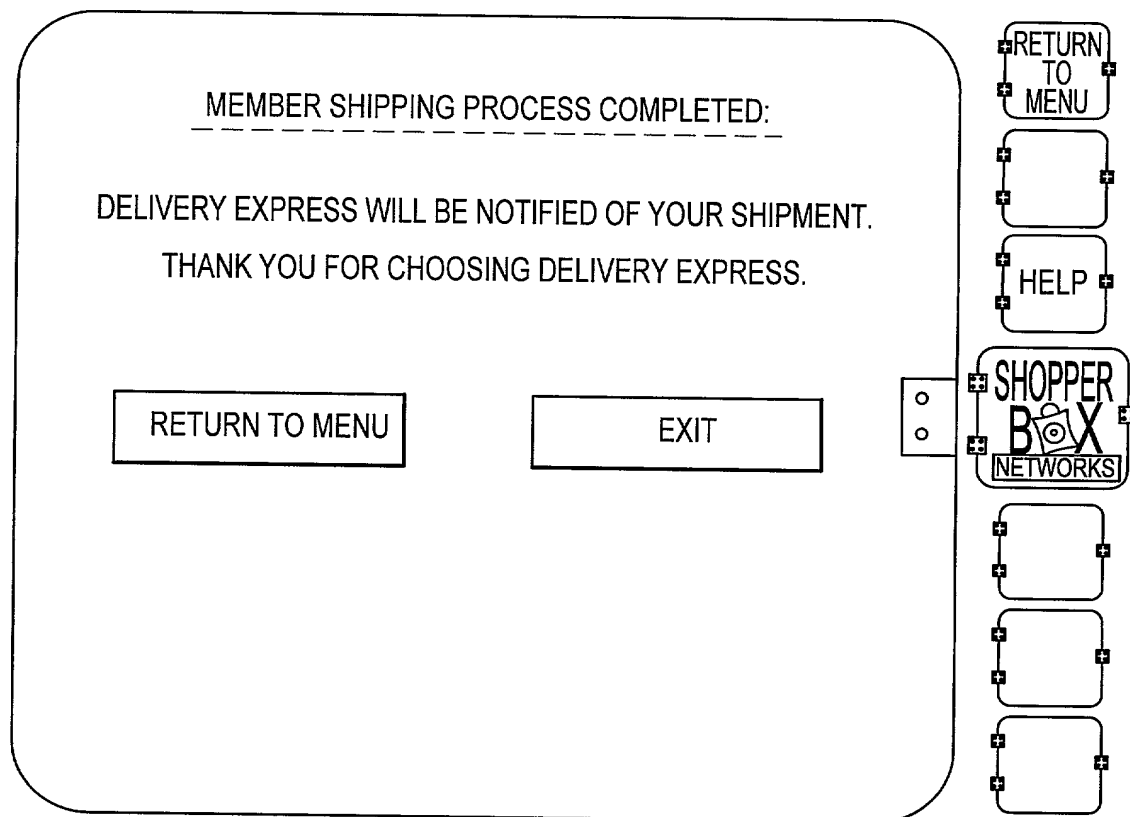 MEMBER SHIPPING PROCESS COMPLETED:
DELIVERY EXPRESS WILL BE NOTIFIED OF YOUR SHIPMENT.
THANK YOU FOR CHOOSING DELIVERY EXPRESS.
RETURN TO MENU
EXIT
RETURN
TO
MENU
HELP
SHOPPER
BOX
NETWORKS